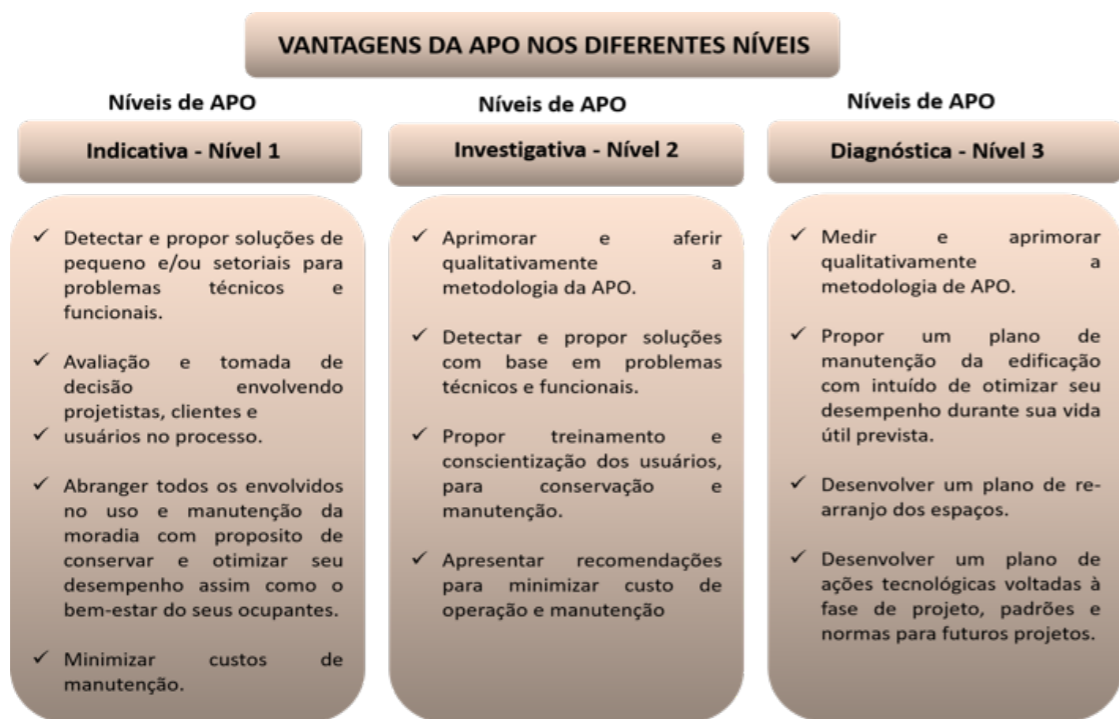 VANTAGENS DA APO NOS DIFERENTES NÍVEIS
Níveis de APO
Indicativa - Nível 1
✓ Detectar e propor soluções de
pequeno e/ou setoriais para
problemas técnicos e
funcionais.
✓ Avaliação e tomada de
decisão envolvendo
projetistas, clientes e
✓ usuários no processo.
✓ Abranger todos os envolvidos
no uso e manutenção da
moradia com proposito de
conservar e otimizar seu
desempenho assim como o
bem-estar do seus ocupantes.
✓ Minimizar custos de
manutenção.
Níveis de APO
Investigativa - Nível 2
✓ Aprimorar e aferir
qualitativamente a
metodologia da APO.
✓ Detectar e propor soluções
com base em problemas
técnicos e funcionais.
✓ Propor treinamento e
conscientização dos usuários,
para conservação e
manutenção.
✓ Apresentar recomendações
para minimizar custo de
operação e manutenção
Níveis de APO
Diagnóstica - Nível 3
✓ Medir e aprimorar
qualitativamente a
metodologia de APO.
✓ Propor um plano de
manutenção da edificação
com intuído de otimizar seu
desempenho durante sua vida
útil prevista.
✓ Desenvolver um plano de re-
arranjo dos espaços.
✓ Desenvolver um plano de
ações tecnológicas voltadas à
fase de projeto, padrões e
normas para futuros projetos.